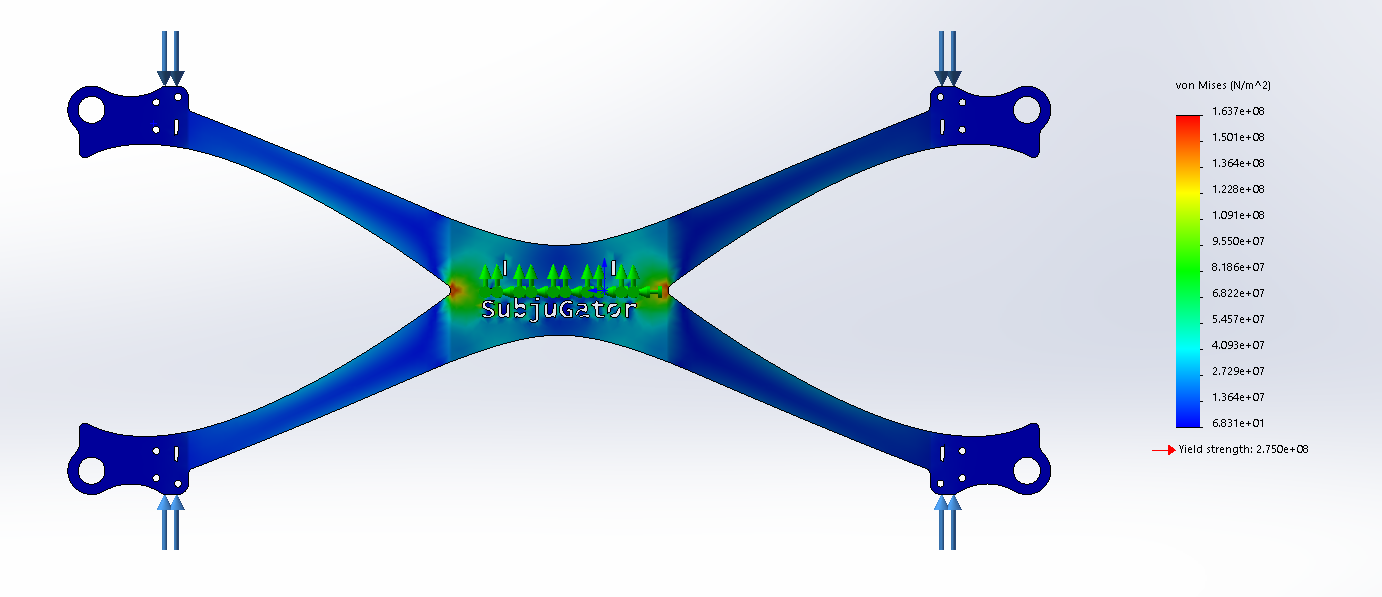 von Mises (N/m^2)
1.637e+08
1.501e+08
1.364e+08
1.228e+08
1.091e+08
9.550e+07
8.186e+07
6.822e+07
5.457e+07
4.093e+07
2.729e+07
1.364e+07
6.831e+01
Yield strength: 2.750e+08
SubjuGator